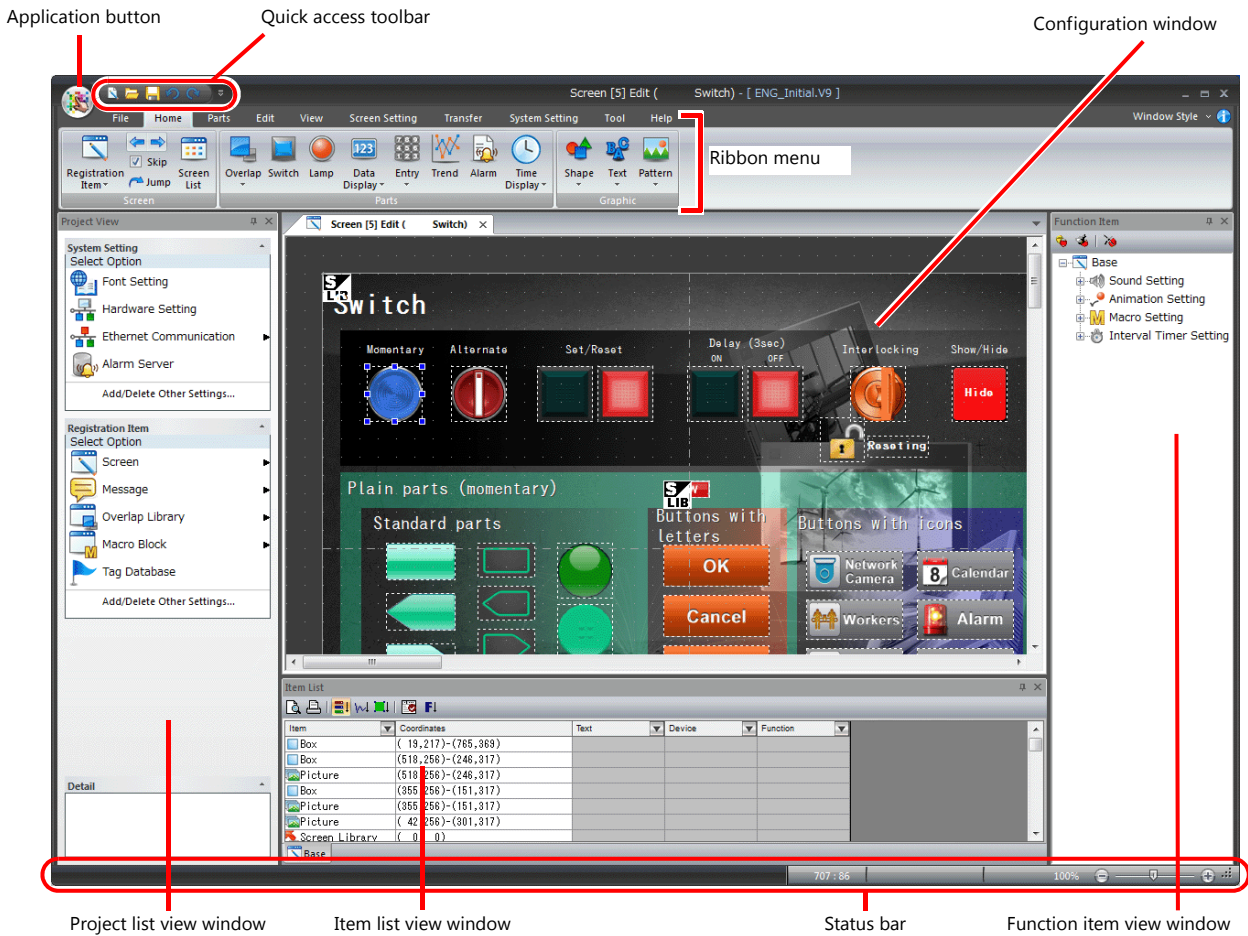 Application button
Quick access toolbar
Configuration window
Screen [5] Edit ( Switch) - [ ENG_Initial.V9 ]
File Home Parts Edit View Screen Setting Transfer System Setting Tool Help Window Style
Registration Item
Skip
Jump
Screen List
Overlap Switch Lamp Data Display Entry Trend Alarm Time Display
Shape Text Pattern
Screen Parts Graphic
Ribbon menu
Project View
System Setting
Select Option
Font Setting
Hardware Setting
Ethernet Communication
Alarm Server
Add/Delete Other Settings...
Registration Item
Select Option
Screen
Message
Overlap Library
Macro Block
Tag Database
Add/Delete Other Settings...
Detail
Screen [5] Edit ( Switch)
S LIB
Switch
Momentary Alternate Set/Reset Delay (3sec) Interlocking Show/Hide
ON OFF
Hide
Reseting
Plain parts (momentary)
S LIB
Standard parts
Buttons with letters
Buttons with icons
OK
Cancel
Network Camera
8 Calendar
Workers
Alarm
Item List
Item Coordinates Text Device Function
Box ( 19,217)-(765,369)
Box (518,256)-(246,317)
Picture (518,256)-(246,317)
Box (355,256)-(151,317)
Picture (355,256)-(151,317)
Picture ( 42,256)-(301,317)
Screen Library ( 0, 0)
Base
Function Item
Base
Sound Setting
Animation Setting
Macro Setting
Interval Timer Setting
707 : 86
100%
Project list view window
Item list view window
Status bar
Function item view window